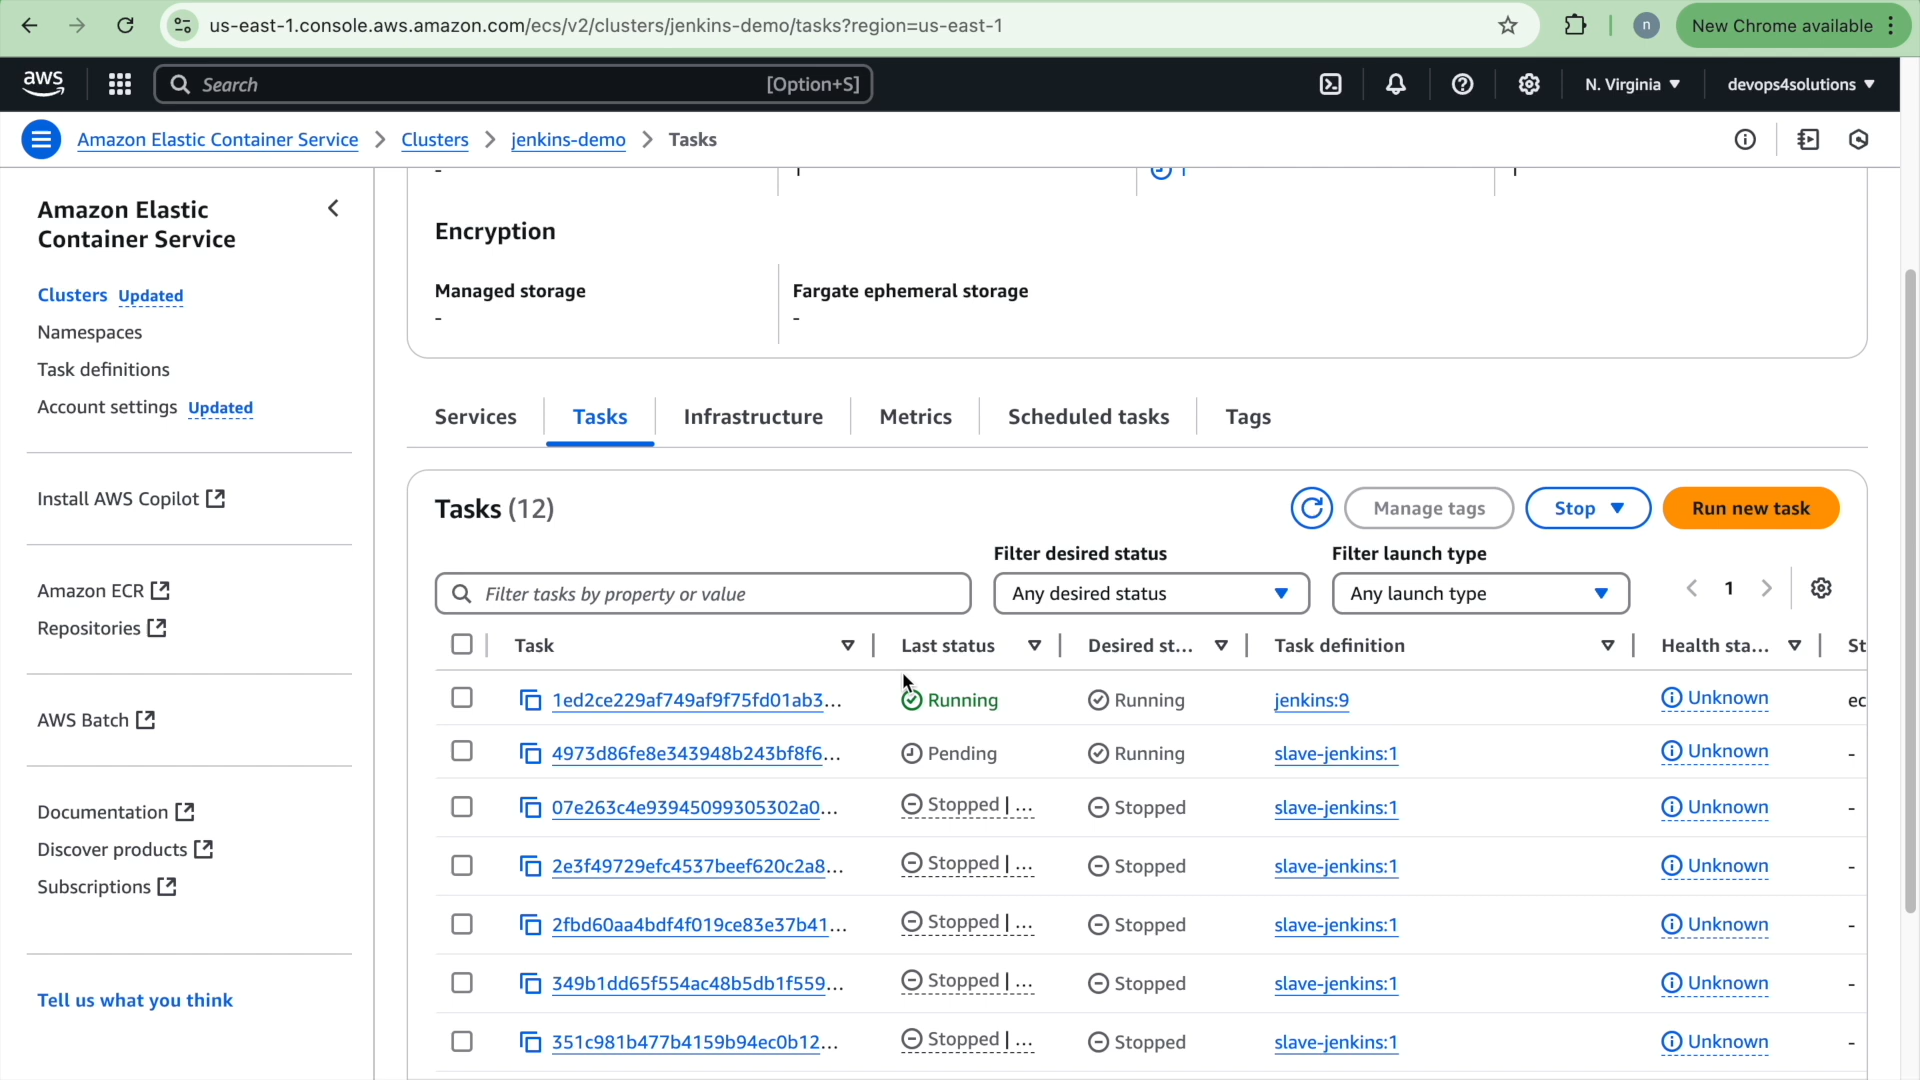 us-east-1.console.aws.amazon.com/ecs/v2/clusters/jenkins-demo/tasks?region=us-east-1
n
New Chrome available
aws
Search
[Option+S]
N. Virginia
devops4solutions
Amazon Elastic Container Service
Clusters
jenkins-demo
Tasks
Amazon Elastic
Container Service
Clusters Updated
Namespaces
Task definitions
Account settings Updated
Install AWS Copilot
Amazon ECR
Repositories
AWS Batch
Documentation
Discover products
Subscriptions
Tell us what you think
Encryption
Managed storage
-
Fargate ephemeral storage
-
Services
Tasks
Infrastructure
Metrics
Scheduled tasks
Tags
Tasks (12)
Manage tags
Stop
Run new task
Filter desired status
Filter launch type
Filter tasks by property or value
Any desired status
Any launch type
1
Task Last status Desired st... Task definition Health sta... St
1ed2ce229af749af9f75fd01ab3... Running Running jenkins:9 Unknown ec
4973d86fe8e343948b243bf8f6... Pending Running slave-jenkins:1 Unknown -
07e263c4e93945099305302a0... Stopped | ... Stopped slave-jenkins:1 Unknown -
2e3f49729efc4537beef620c2a8... Stopped | ... Stopped slave-jenkins:1 Unknown -
2fbd60aa4bdf4f019ce83e37b41... Stopped | ... Stopped slave-jenkins:1 Unknown -
349b1dd65f554ac48b5db1f559... Stopped | ... Stopped slave-jenkins:1 Unknown -
351c981b477b4159b94ec0b12... Stopped | ... Stopped slave-jenkins:1 Unknown -